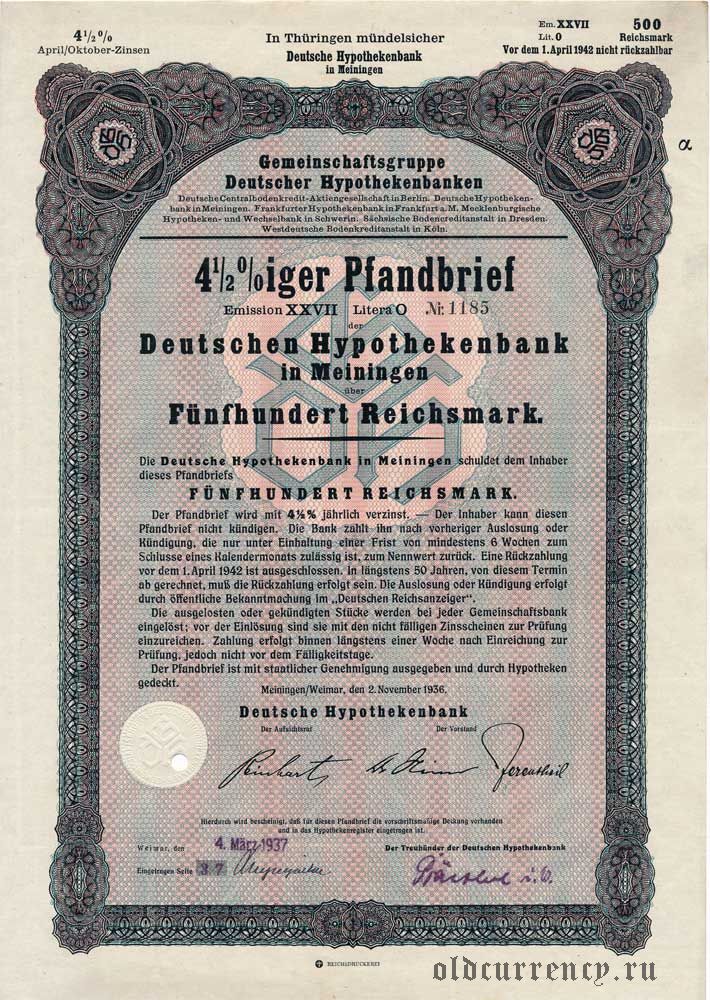 4½%
April/Oktober-Zinsen
In Thüringen mündelsicher
Deutsche Hypothekenbank
in Meiningen
Em. XXVII 500
Lit. O Reichsmark
Vor dem 1. April 1942 nicht rückzahlbar
α
Gemeinschaftsgruppe
Deutscher Hypothekenbanken
Deutsche Centralbodenkredit-Aktiengesellschaft in Berlin. Deutsche Hypotheken-
bank in Meiningen. Frankfurter Hypothekenbank in Frankfurt a. M. Mecklenburgische
Hypotheken- und Wechselbank in Schwerin. Sächsische Bodencreditanstalt in Dresden.
Westdeutsche Bodenkreditanstalt in Köln.
4½%iger Pfandbrief
Emission XXVII Litera O Nr. 1185
der
Deutschen Hypothekenbank
in Meiningen
über
Fünfhundert Reichsmark.
Die Deutsche Hypothekenbank in Meiningen schuldet dem Inhaber
dieses Pfandbriefs
FÜNFHUNDERT REICHSMARK.
Der Pfandbrief wird mit 4½% jährlich verzinst. — Der Inhaber kann diesen
Pfandbrief nicht kündigen. Die Bank zahlt ihn nach vorheriger Auslosung oder
Kündigung, die nur unter Einhaltung einer Frist von mindestens 6 Wochen zum
Schlusse eines Kalendermonats zulässig ist, zum Nennwert zurück. Eine Rückzahlung
vor dem 1. April 1942 ist ausgeschlossen. In längstens 50 Jahren, von diesem Termin
ab gerechnet, muß die Rückzahlung erfolgt sein. Die Auslosung oder Kündigung erfolgt
durch öffentliche Bekanntmachung im „Deutschen Reichsanzeiger".
Die ausgelosten oder gekündigten Stücke werden bei jeder Gemeinschaftsbank
eingelöst; vor der Einlösung sind sie mit den nicht fälligen Zinsscheinen zur Prüfung
einzureichen. Zahlung erfolgt binnen längstens einer Woche nach Einreichung zur
Prüfung, jedoch nicht vor dem Fälligkeitstage.
Der Pfandbrief ist mit staatlicher Genehmigung ausgegeben und durch Hypotheken
gedeckt.
Meiningen/Weimar, den 2. November 1936.
Deutsche Hypothekenbank
Der Aufsichtsrat Der Vorstand
Hierdurch wird bescheinigt, daß für diesen Pfandbrief die vorschriftsmäßige Deckung vorhanden
und in das Hypothekenregister eingetragen ist.
Weimar, den 4. März 1937
Der Treuhänder der Deutschen Hypothekenbank
Eingetragen Seite 37
REICHSDRUCKEREI
oldcurrency.ru